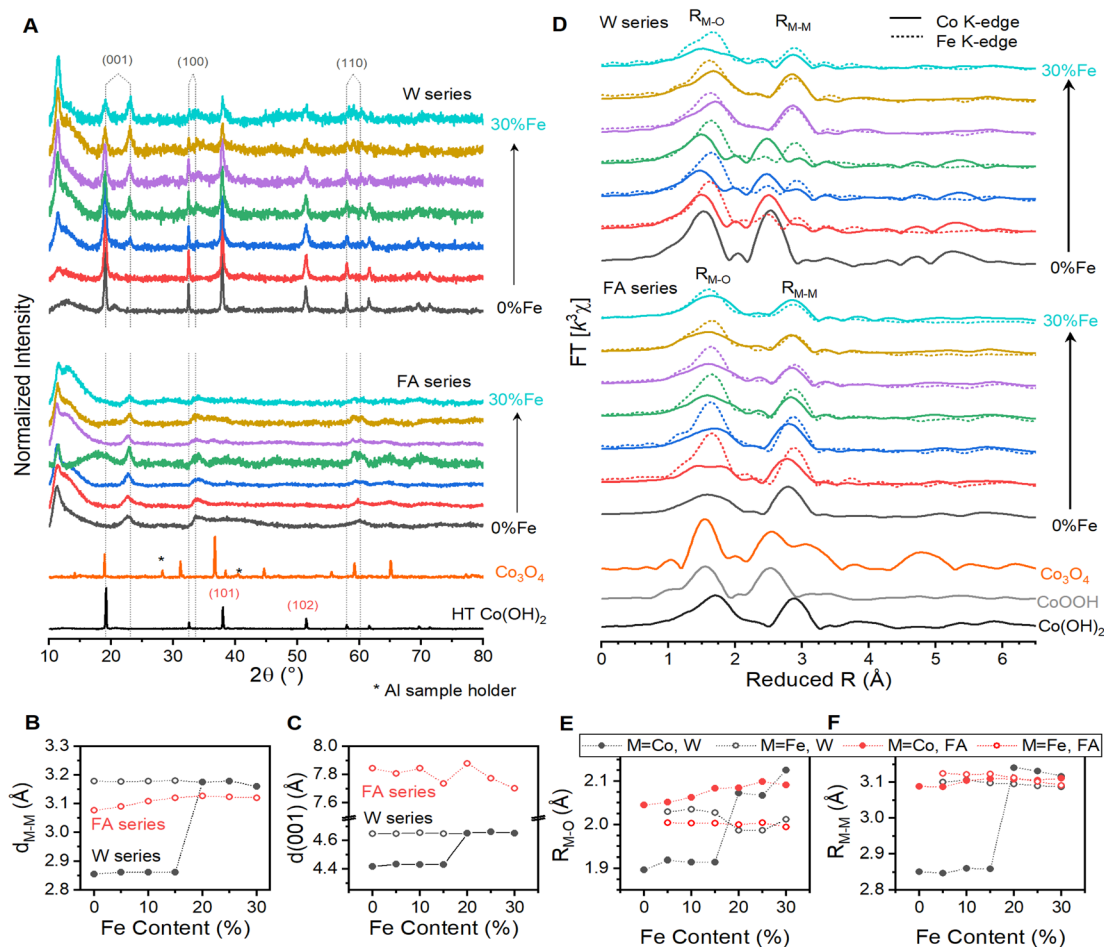 A
(001)
(100)
(110)
W series
30%Fe
0%Fe
FA series
30%Fe
0%Fe
*
*
Co₃O₄
(101)
(102)
HT Co(OH)₂
Normalized Intensity
10 20 30 40 50 60 70 80
2θ (°)
* Al sample holder
D
W series
R_M-O
R_M-M
Co K-edge
Fe K-edge
30%Fe
0%Fe
FA series
R_M-O
R_M-M
30%Fe
0%Fe
Co₃O₄
CoOOH
Co(OH)₂
FT [k³χ]
0 1 2 3 4 5 6
Reduced R (Å)
B
3.3
3.2
3.1
3.0
2.9
2.8
d_M-M (Å)
FA series
W series
0 10 20 30
Fe Content (%)
C
8.0
7.8
7.6
4.6
4.4
d(001) (Å)
FA series
W series
0 10 20 30
Fe Content (%)
E
F
M=Co, W
M=Fe, W
M=Co, FA
M=Fe, FA
2.1
2.0
1.9
R_M-O (Å)
0 10 20 30
Fe Content (%)
3.1
3.0
2.9
2.8
R_M-M (Å)
0 10 20 30
Fe Content (%)